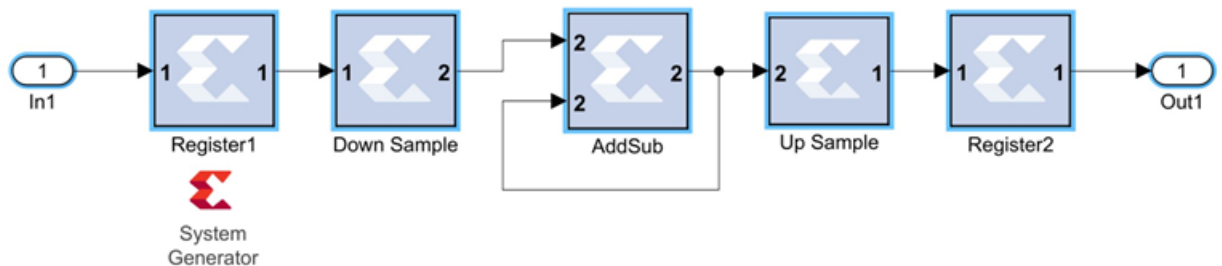 1
In1
1 1
Register1
1 2
Down Sample
2
2 2
AddSub
2 1
Up Sample
1 1
Register2
1
Out1
System
Generator